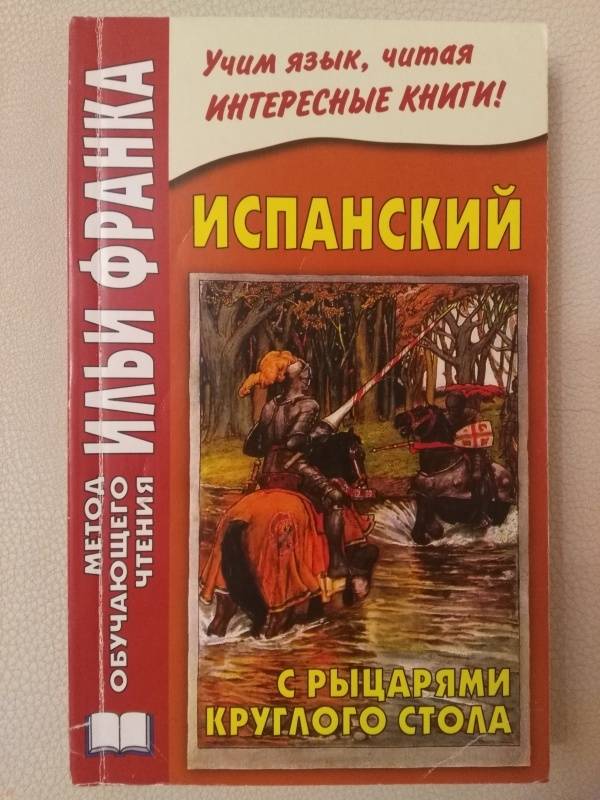 Учим язык, читая
ИНТЕРЕСНЫЕ КНИГИ!
ИСПАНСКИЙ
С РЫЦАРЯМИ
КРУГЛОГО СТОЛА
МЕТОД
ОБУЧАЮЩЕГО
ЧТЕНИЯ
ИЛЬИ ФРАНКА